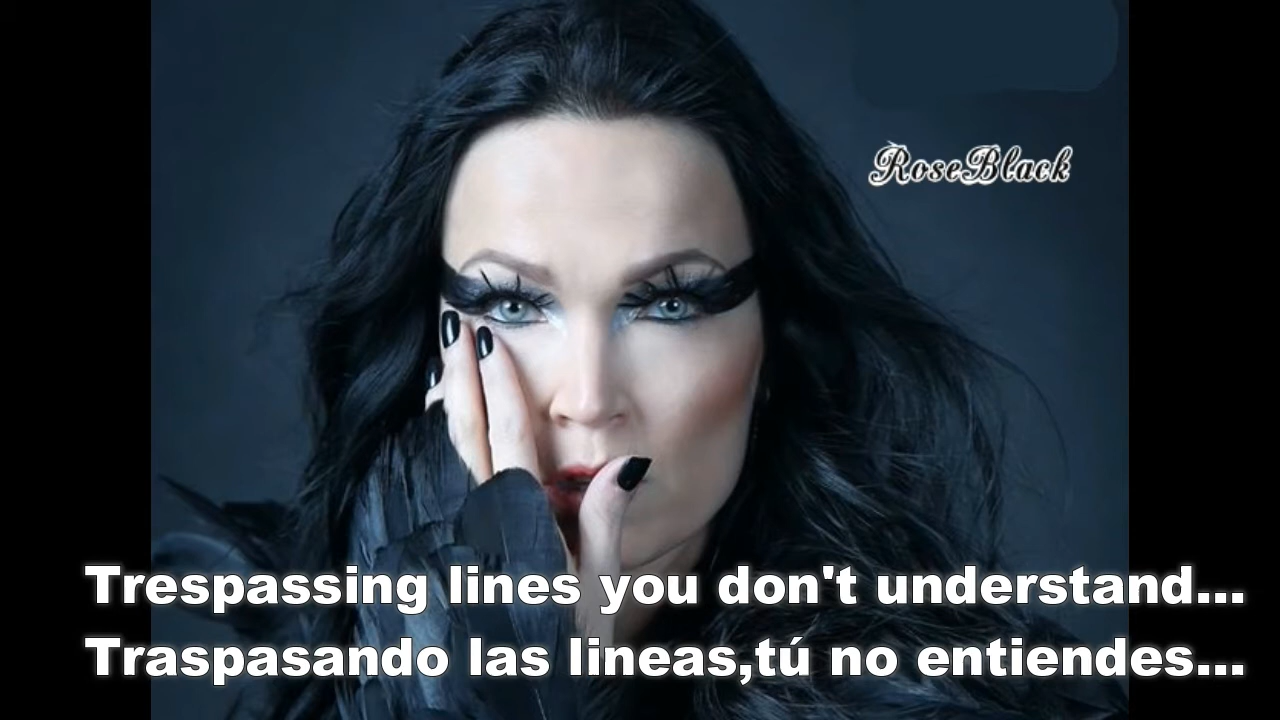 RoseBlack
Trespassing lines you don't understand...
Traspasando las lineas,tú no entiendes...